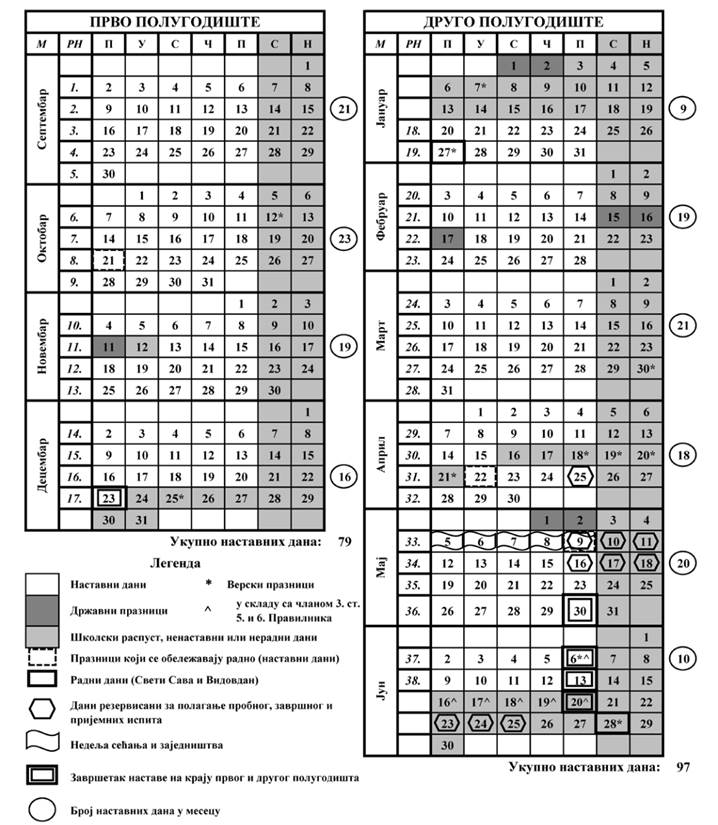 ПРВО ПОЛУГОДИШТЕ
М РН П У С Ч П С Н
Септембар
1
1. 2 3 4 5 6 7 8
2. 9 10 11 12 13 14 15
3. 16 17 18 19 20 21 22
4. 23 24 25 26 27 28 29
5. 30
21
Октобар
1 2 3 4 5 6
6. 7 8 9 10 11 12* 13
7. 14 15 16 17 18 19 20
8. 21 22 23 24 25 26 27
9. 28 29 30 31
23
Новембар
1 2 3
10. 4 5 6 7 8 9 10
11. 11 12 13 14 15 16 17
12. 18 19 20 21 22 23 24
13. 25 26 27 28 29 30
19
Децембар
1
14. 2 3 4 5 6 7 8
15. 9 10 11 12 13 14 15
16. 16 17 18 19 20 21 22
17. 23 24 25* 26 27 28 29
30 31
16
Укупно наставних дана: 79
Легенда
Наставни дани
* Верски празници
Државни празници
^ у складу са чланом 3. ст.
5. и 6. Правилника
Школски распуст, ненаставни или нерадни дани
Празници који се обележавају радно (наставни дани)
Радни дани (Свети Сава и Видовдан)
Дани резервисани за полагање пробног, завршног и
пријемних испита
Недеља сећања и заједништва
Завршетак наставе на крају првог и другог полугодишта
Број наставних дана у месецу
ДРУГО ПОЛУГОДИШТЕ
М РН П У С Ч П С Н
Јануар
1 2 3 4 5
6 7* 8 9 10 11 12
13 14 15 16 17 18 19
18. 20 21 22 23 24 25 26
19. 27* 28 29 30 31
9
Фебруар
1 2
20. 3 4 5 6 7 8 9
21. 10 11 12 13 14 15 16
22. 17 18 19 20 21 22 23
23. 24 25 26 27 28
19
Март
1 2
24. 3 4 5 6 7 8 9
25. 10 11 12 13 14 15 16
26. 17 18 19 20 21 22 23
27. 24 25 26 27 28 29 30*
28. 31
21
Април
1 2 3 4 5 6
29. 7 8 9 10 11 12 13
30. 14 15 16 17 18* 19* 20*
31. 21* 22 23 24 25 26 27
32. 28 29 30
18
Мај
1 2 3 4
33. 5 6 7 8 9 10 11
34. 12 13 14 15 16 17 18
35. 19 20 21 22 23 24 25
36. 26 27 28 29 30 31
20
Јун
1
37. 2 3 4 5 6*^ 7 8
38. 9 10 11 12 13 14 15
16^ 17^ 18^ 19^ 20^ 21 22
23 24 25 26 27 28* 29
30
10
Укупно наставних дана: 97